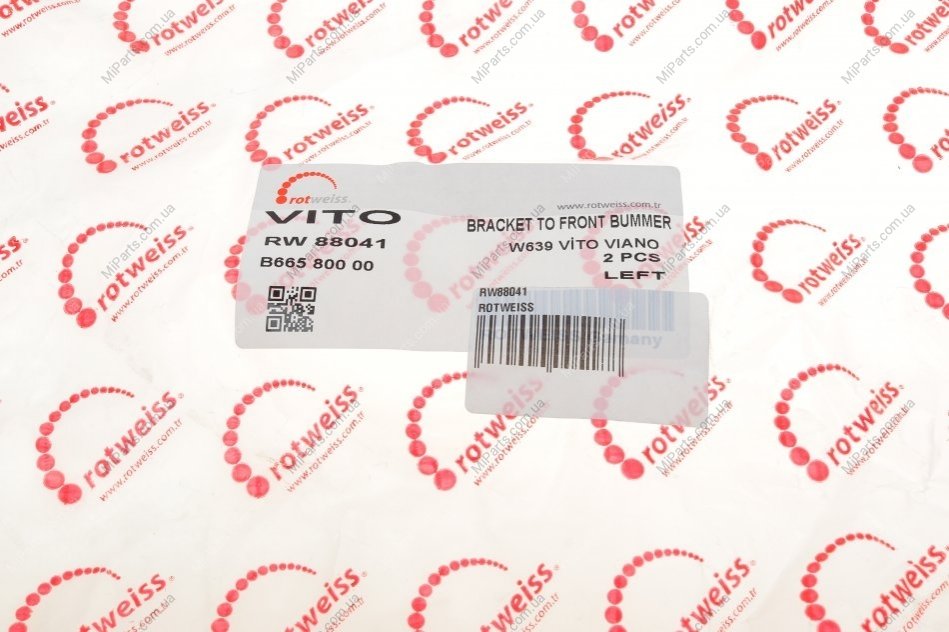 rotweiss
www.rotweiss.com.tr
VITO
BRACKET TO FRONT BUMMER
RW 88041
W639 VİTO VIANO
B665 800 00
2 PCS
LEFT
RW88041
ROTWEISS
rotweiss
www.rotweiss.com.tr
MiParts.com.ua